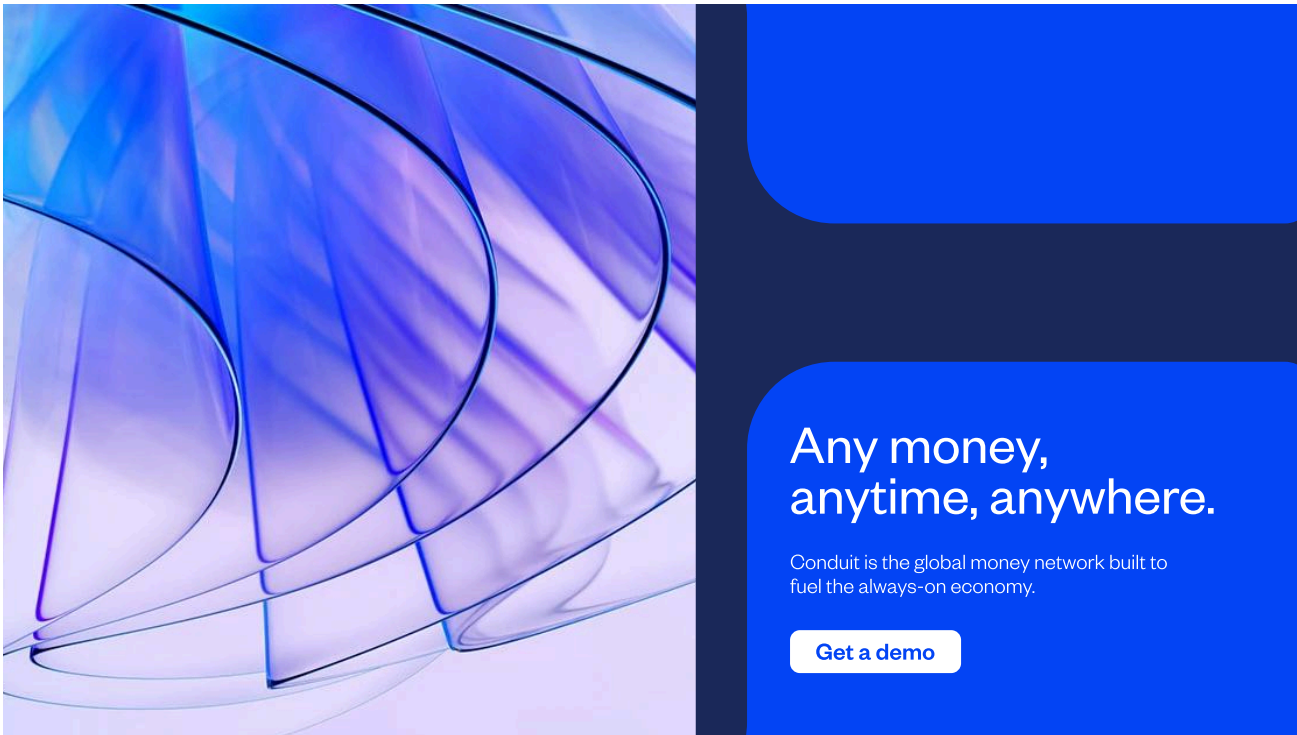 Any money,
anytime, anywhere.
Conduit is the global money network built to
fuel the always-on economy.
Get a demo